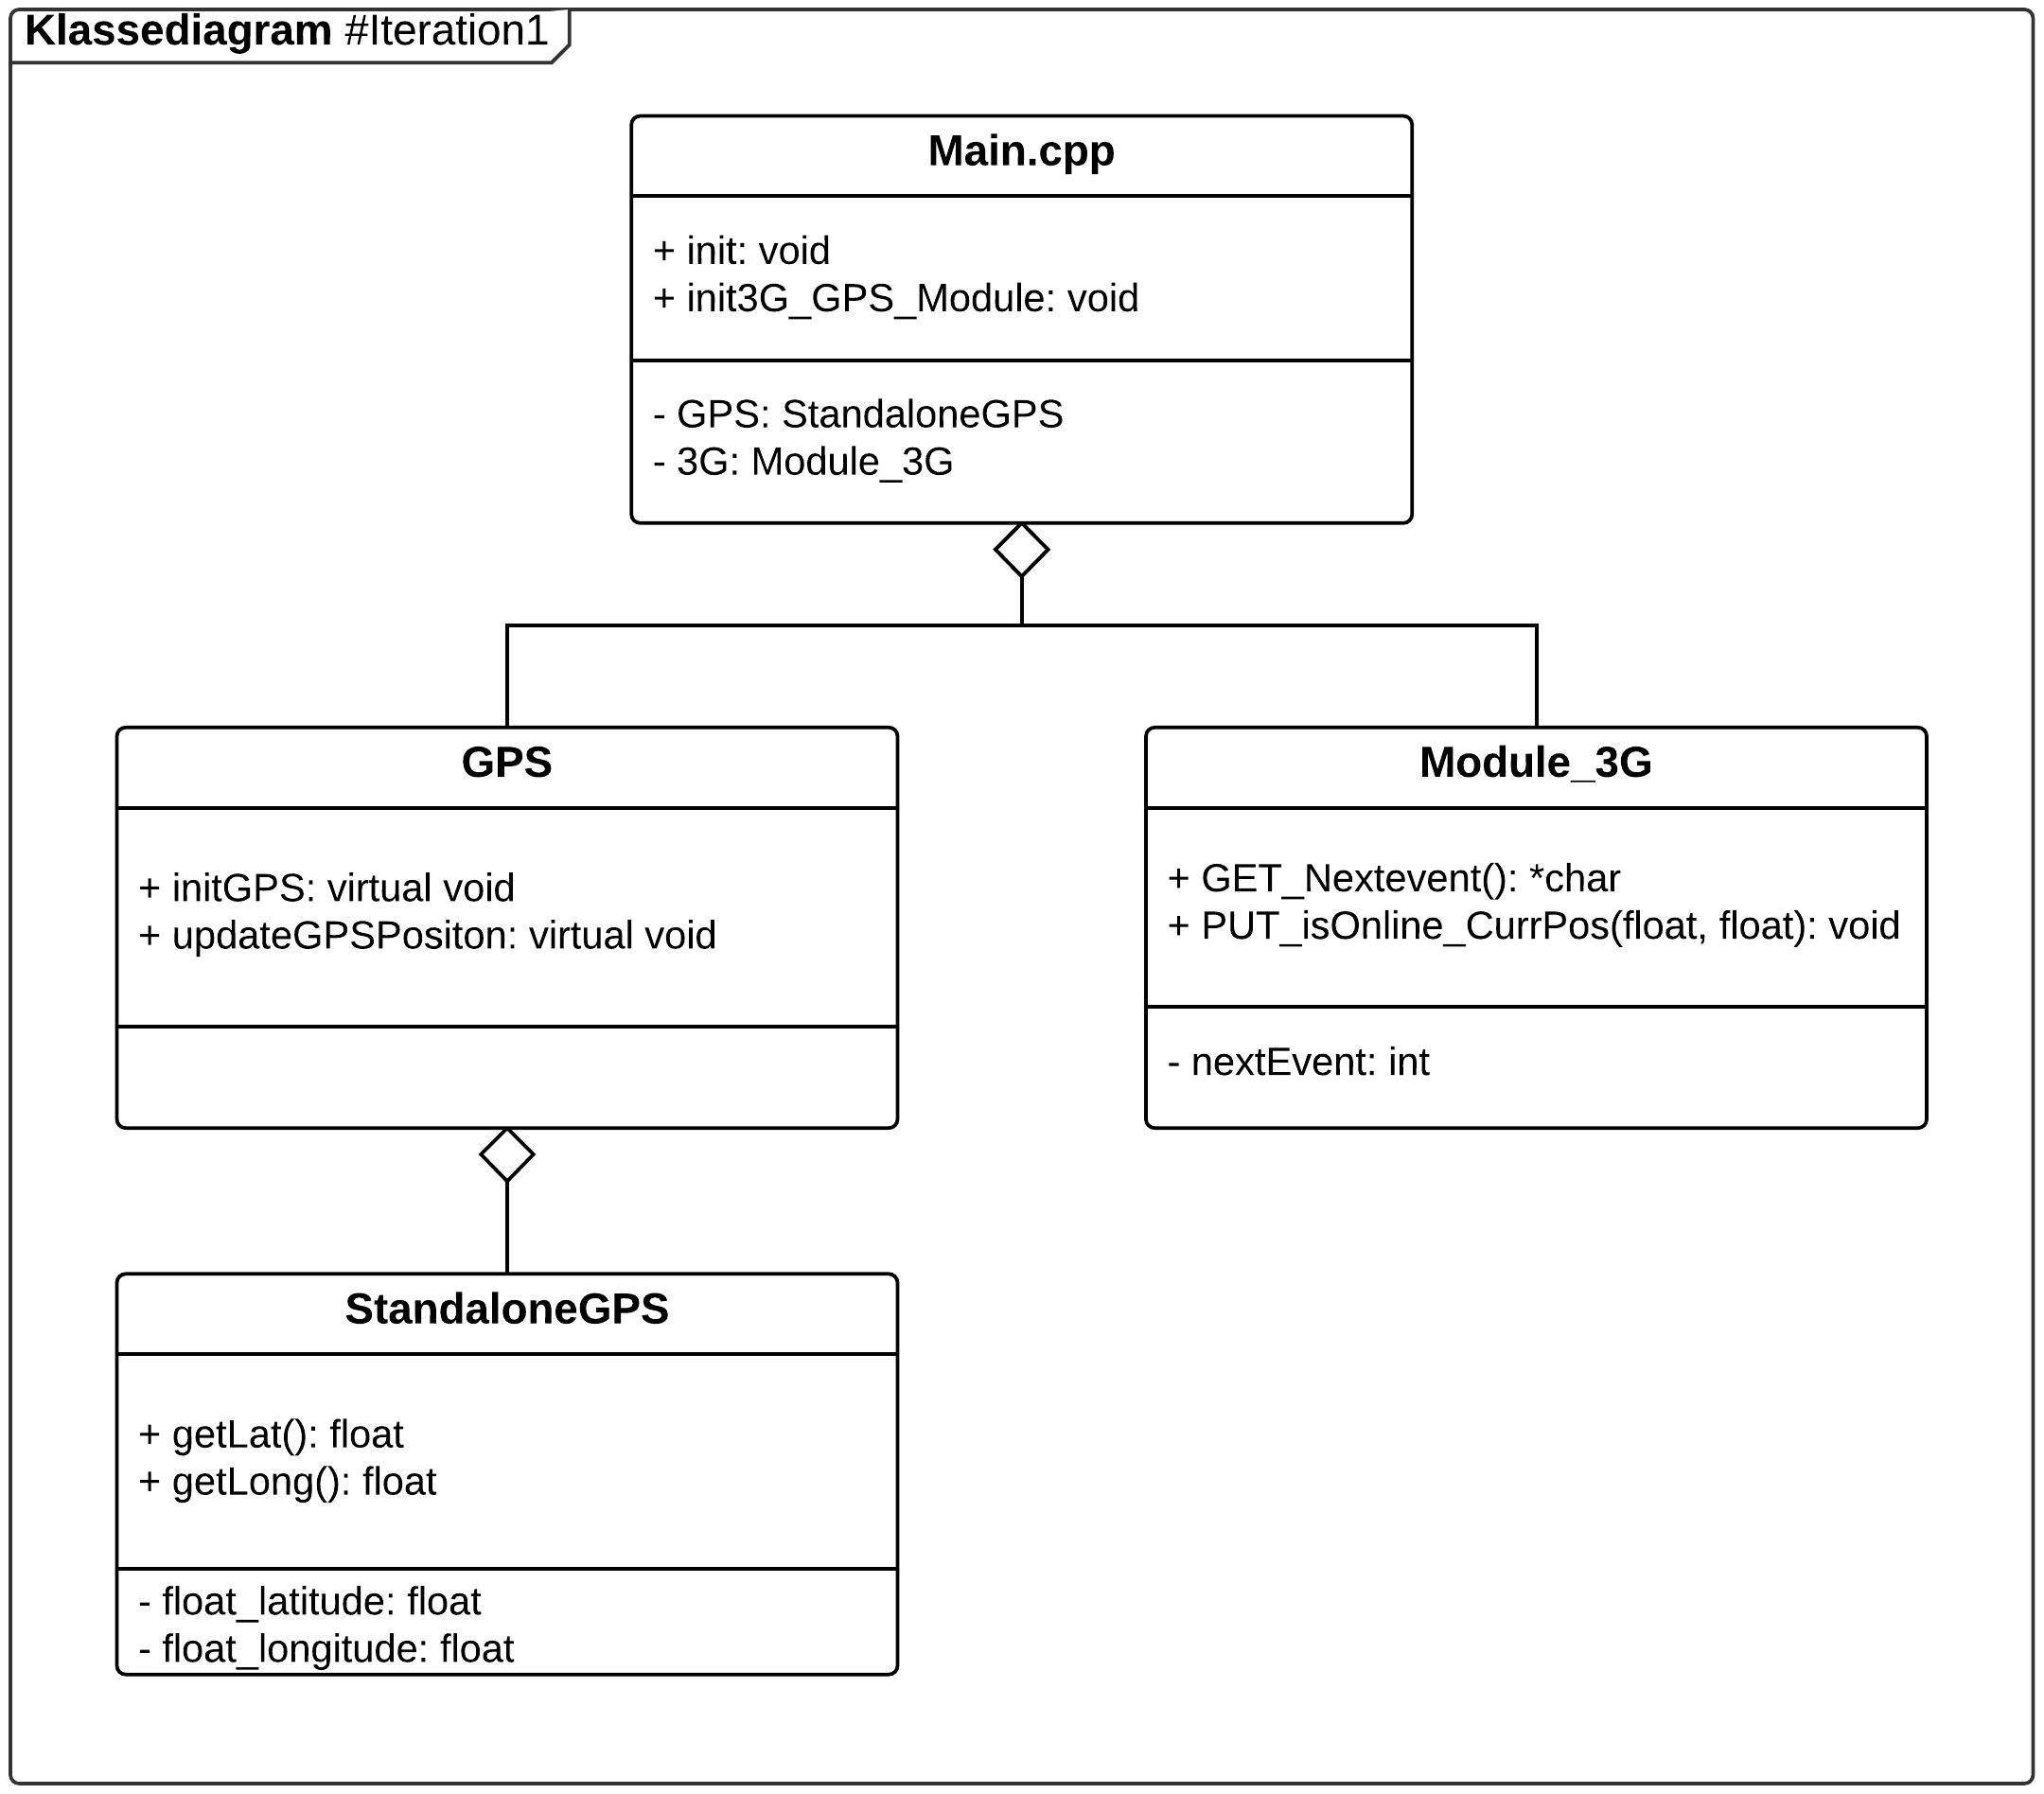 Klassediagram #Iteration1
Main.cpp
+ init: void
+ init3G_GPS_Module: void
- GPS: StandaloneGPS
- 3G: Module_3G
GPS
+ initGPS: virtual void
+ updateGPSPositon: virtual void
Module_3G
+ GET_Nextevent(): *char
+ PUT_isOnline_CurrPos(float, float): void
- nextEvent: int
StandaloneGPS
+ getLat(): float
+ getLong(): float
- float_latitude: float
- float_longitude: float